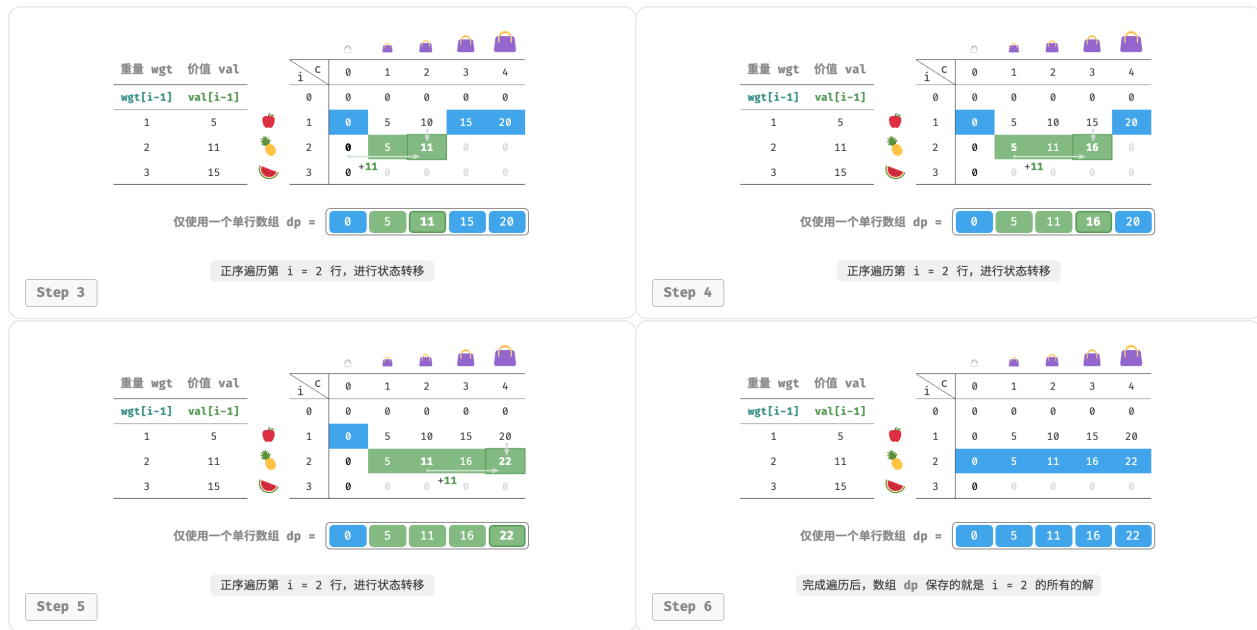 重量 wgt 价值 val
wgt[i-1] val[i-1]
1 5
2 11
3 15
i C 0 1 2 3 4
0 0 0 0 0 0
1 0 5 10 15 20
2 0 5 11 0 0
+11
3 0 0 0 0 0
仅使用一个单行数组 dp = 0 5 11 15 20
正序遍历第 i = 2 行，进行状态转移
Step 3
重量 wgt 价值 val
wgt[i-1] val[i-1]
1 5
2 11
3 15
i C 0 1 2 3 4
0 0 0 0 0 0
1 0 5 10 15 20
2 0 5 11 16 0
+11
3 0 0 0 0 0
仅使用一个单行数组 dp = 0 5 11 16 20
正序遍历第 i = 2 行，进行状态转移
Step 4
重量 wgt 价值 val
wgt[i-1] val[i-1]
1 5
2 11
3 15
i C 0 1 2 3 4
0 0 0 0 0 0
1 0 5 10 15 20
2 0 5 11 16 22
+11
3 0 0 0 0 0
仅使用一个单行数组 dp = 0 5 11 16 22
正序遍历第 i = 2 行，进行状态转移
Step 5
重量 wgt 价值 val
wgt[i-1] val[i-1]
1 5
2 11
3 15
i C 0 1 2 3 4
0 0 0 0 0 0
1 0 5 10 15 20
2 0 5 11 16 22
3 0 0 0 0 0
仅使用一个单行数组 dp = 0 5 11 16 22
完成遍历后，数组 dp 保存的就是 i = 2 的所有的解
Step 6